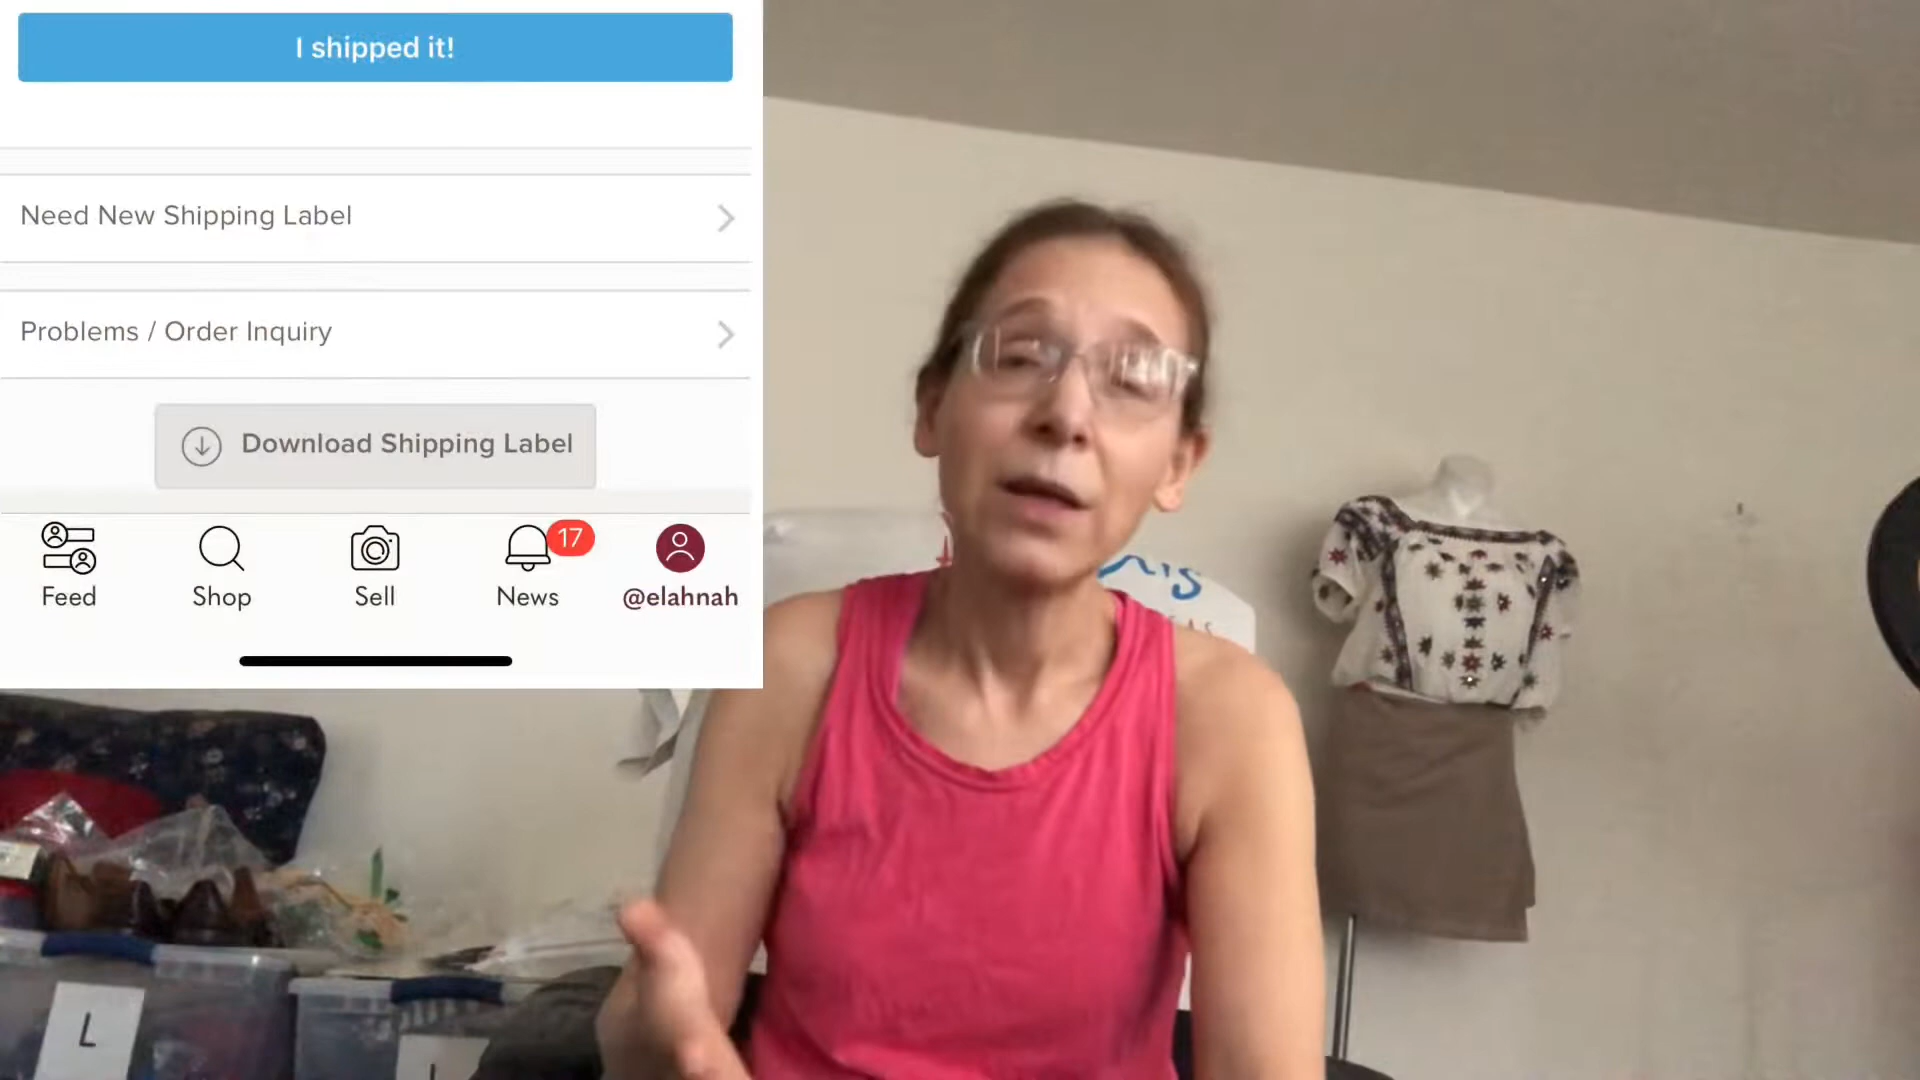 I shipped it!
Need New Shipping Label
Problems / Order Inquiry
Download Shipping Label
17
Feed
Shop
Sell
News
@elahnah
L